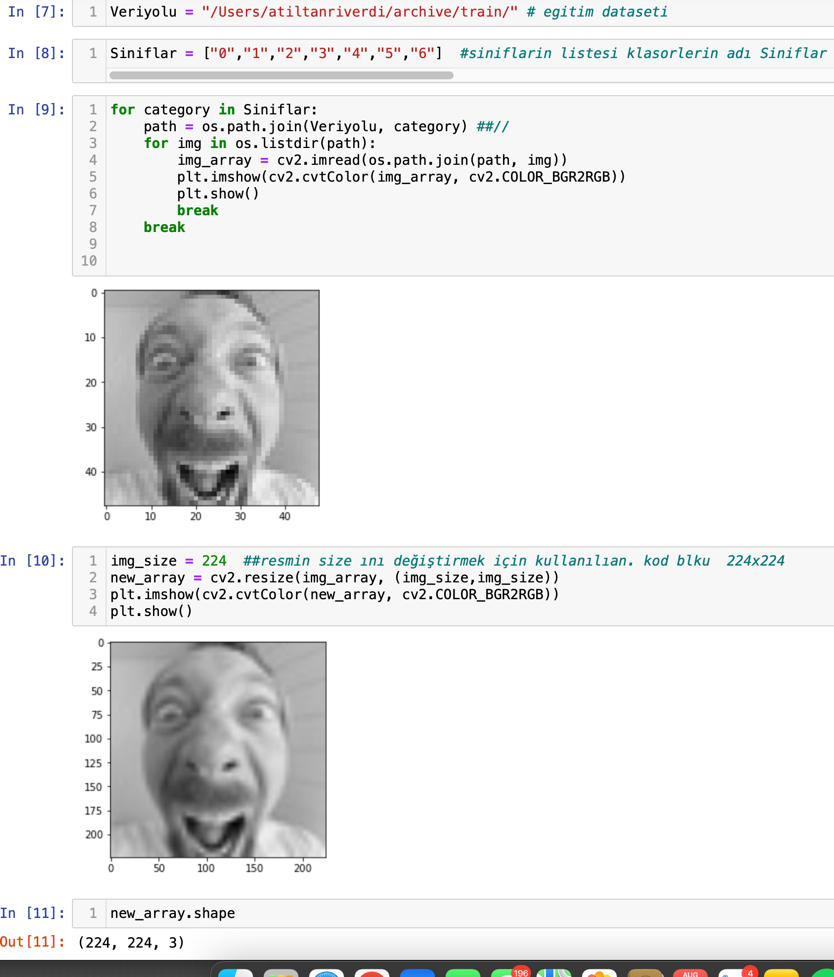 In [7]: 1 Veriyolu = "/Users/atiltanriverdi/archive/train/" # egitim dataseti
In [8]: 1 Siniflar = ["0","1","2","3","4","5","6"]  #siniflarin listesi klasorlerin adı Siniflar
In [9]: 1 for category in Siniflar:
2     path = os.path.join(Veriyolu, category) ##//
3     for img in os.listdir(path):
4         img_array = cv2.imread(os.path.join(path, img))
5         plt.imshow(cv2.cvtColor(img_array, cv2.COLOR_BGR2RGB))
6         plt.show()
7         break
8     break
9
10
0
10
20
30
40
0 10 20 30 40
In [10]: 1 img_size = 224  ##resmin size ını değiştirmek için kullanılıan. kod blku  224x224
2 new_array = cv2.resize(img_array, (img_size,img_size))
3 plt.imshow(cv2.cvtColor(new_array, cv2.COLOR_BGR2RGB))
4 plt.show()
0
25
50
75
100
125
150
175
200
0 50 100 150 200
In [11]: 1 new_array.shape
Out[11]: (224, 224, 3)
196 AUG 4